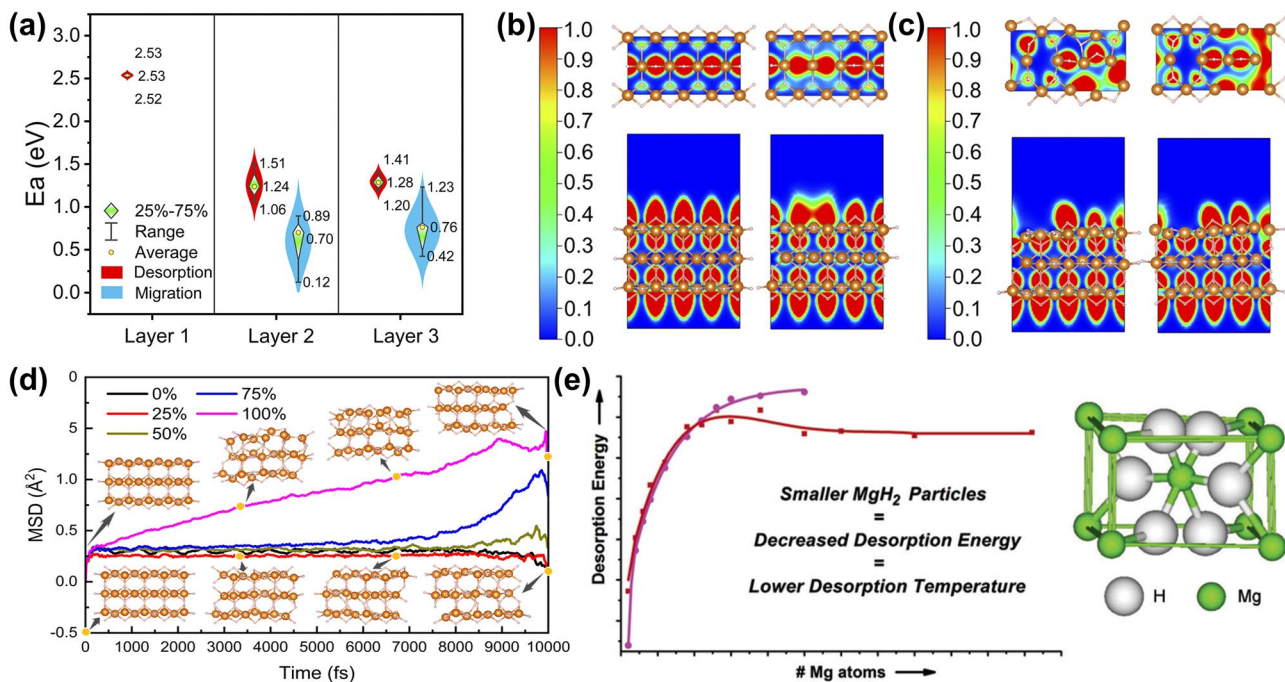 (a)
3.0
2.5
2.0
1.5
1.0
0.5
0.0
Ea (eV)
2.53
2.53
2.52
1.51
1.24
1.06
0.89
0.70
0.12
1.41
1.28
1.20
1.23
0.76
0.42
25%-75%
Range
Average
Desorption
Migration
Layer 1
Layer 2
Layer 3
(b)
1.0
0.9
0.8
0.7
0.6
0.5
0.4
0.3
0.2
0.1
0.0
(c)
1.0
0.9
0.8
0.7
0.6
0.5
0.4
0.3
0.2
0.1
0.0
(d)
0
5
1.0
0.5
0.0
-0.5
MSD (Å²)
0%
25%
50%
75%
100%
0 1000 2000 3000 4000 5000 6000 7000 8000 9000 10000
Time (fs)
(e)
Desorption Energy
Smaller MgH₂ Particles
=
Decreased Desorption Energy
=
Lower Desorption Temperature
# Mg atoms
H
Mg